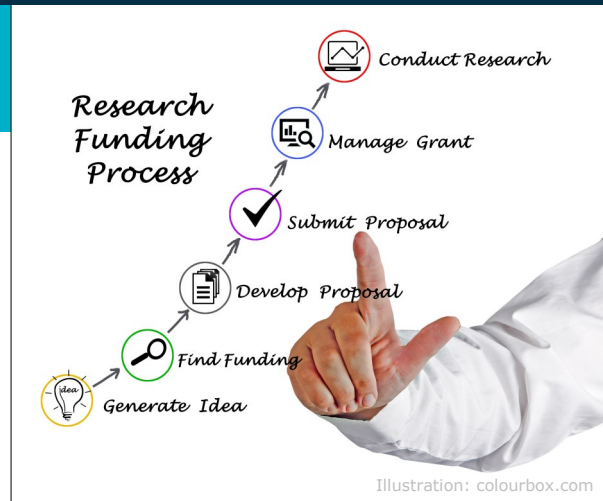 Research
Funding
Process
Conduct Research
Manage Grant
Submit Proposal
Develop Proposal
Find Funding
idea
Generate Idea
Illustration: colourbox.com